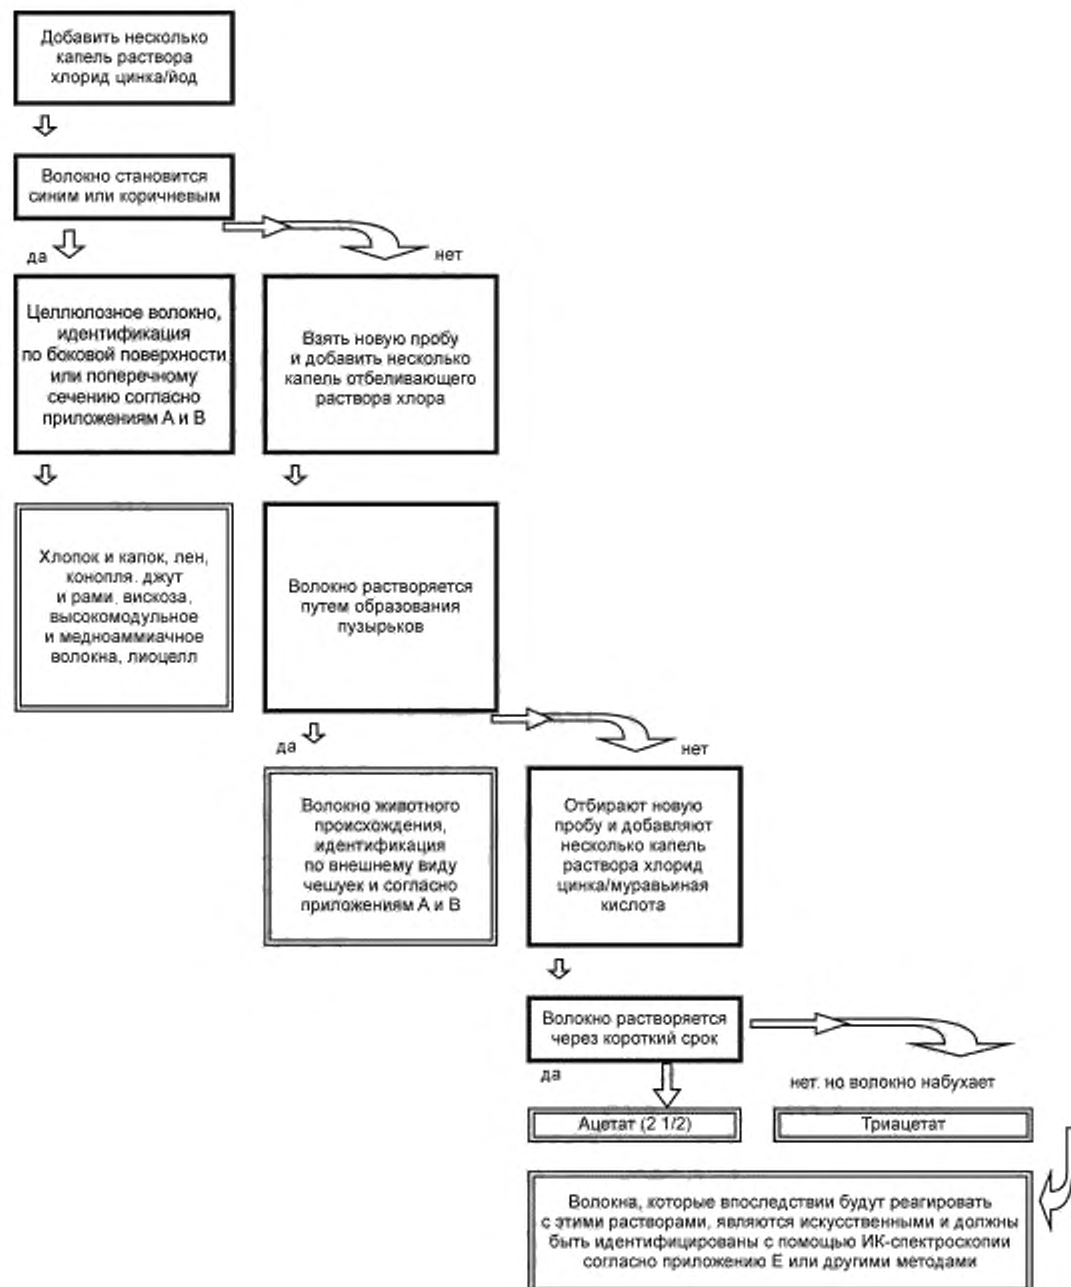 Добавить несколько
капель раствора
хлорид цинка/йод
Волокно становится
синим или коричневым
да
нет
Целлюлозное волокно,
идентификация
по боковой поверхности
или поперечному
сечению согласно
приложениям А и В
Взять новую пробу
и добавить несколько
капель отбеливающего
раствора хлора
Хлопок и капок, лен,
конопля. джут
и рами, вискоза,
высокомодульное
и медноаммиачное
волокна, лиоцелл
Волокно растворяется
путем образования
пузырьков
да
нет
Волокно животного
происхождения,
идентификация
по внешнему виду
чешуек и согласно
приложениям А и В
Отбирают новую
пробу и добавляют
несколько капель
раствора хлорид
цинка/муравьиная
кислота
Волокно растворяется
через короткий срок
да
нет. но волокно набухает
Ацетат (2 1/2)
Триацетат
Волокна, которые впоследствии будут реагировать
с этими растворами, являются искусственными и должны
быть идентифицированы с помощью ИК-спектроскопии
согласно приложению Е или другими методами